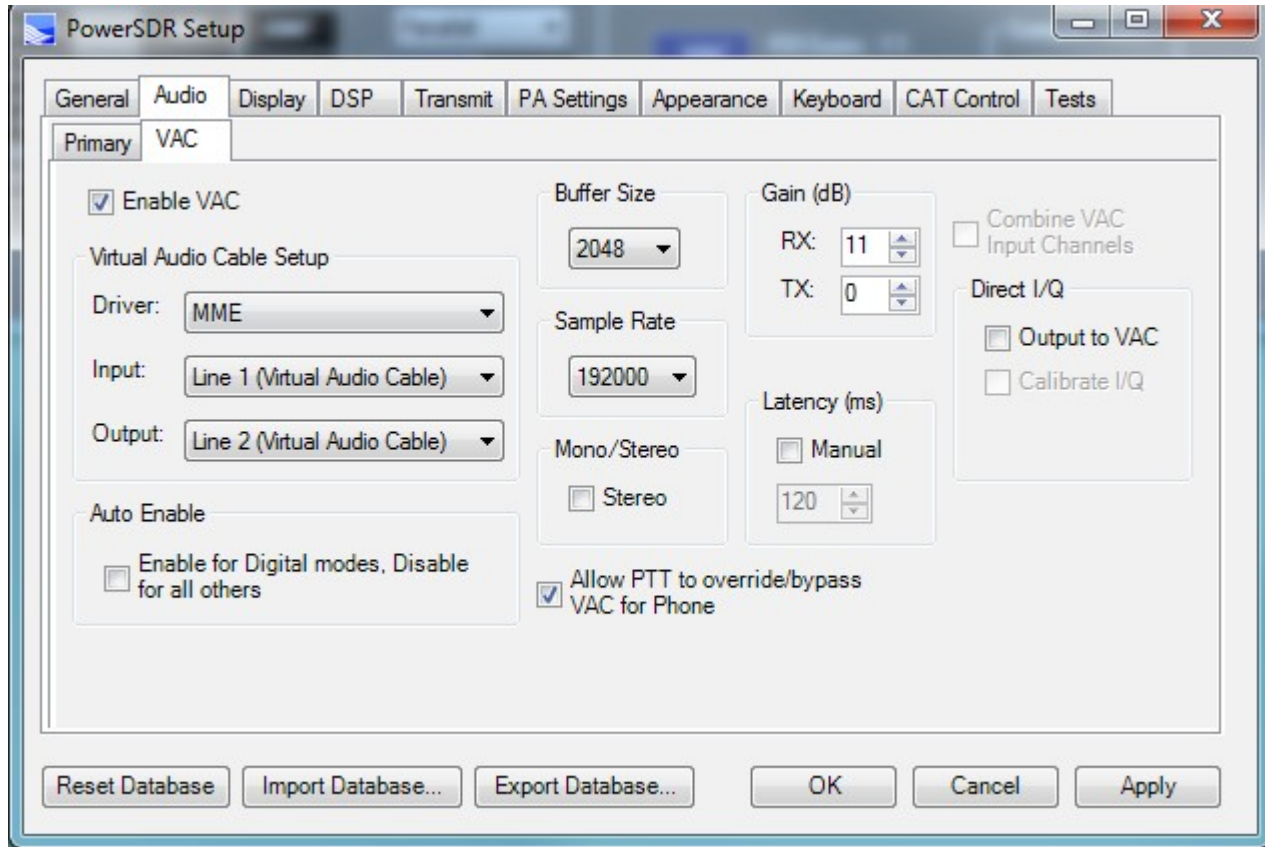 PowerSDR Setup
General Audio Display DSP Transmit PA Settings Appearance Keyboard CAT Control Tests
Primary VAC
Enable VAC
Virtual Audio Cable Setup
Driver: MME
Input: Line 1 (Virtual Audio Cable)
Output: Line 2 (Virtual Audio Cable)
Auto Enable
Enable for Digital modes, Disable
for all others
Buffer Size
2048
Sample Rate
192000
Mono/Stereo
Stereo
Allow PTT to override/bypass
VAC for Phone
Gain (dB)
RX: 11
TX: 0
Latency (ms)
Manual
120
Combine VAC
Input Channels
Direct I/Q
Output to VAC
Calibrate I/Q
Reset Database Import Database... Export Database... OK Cancel Apply